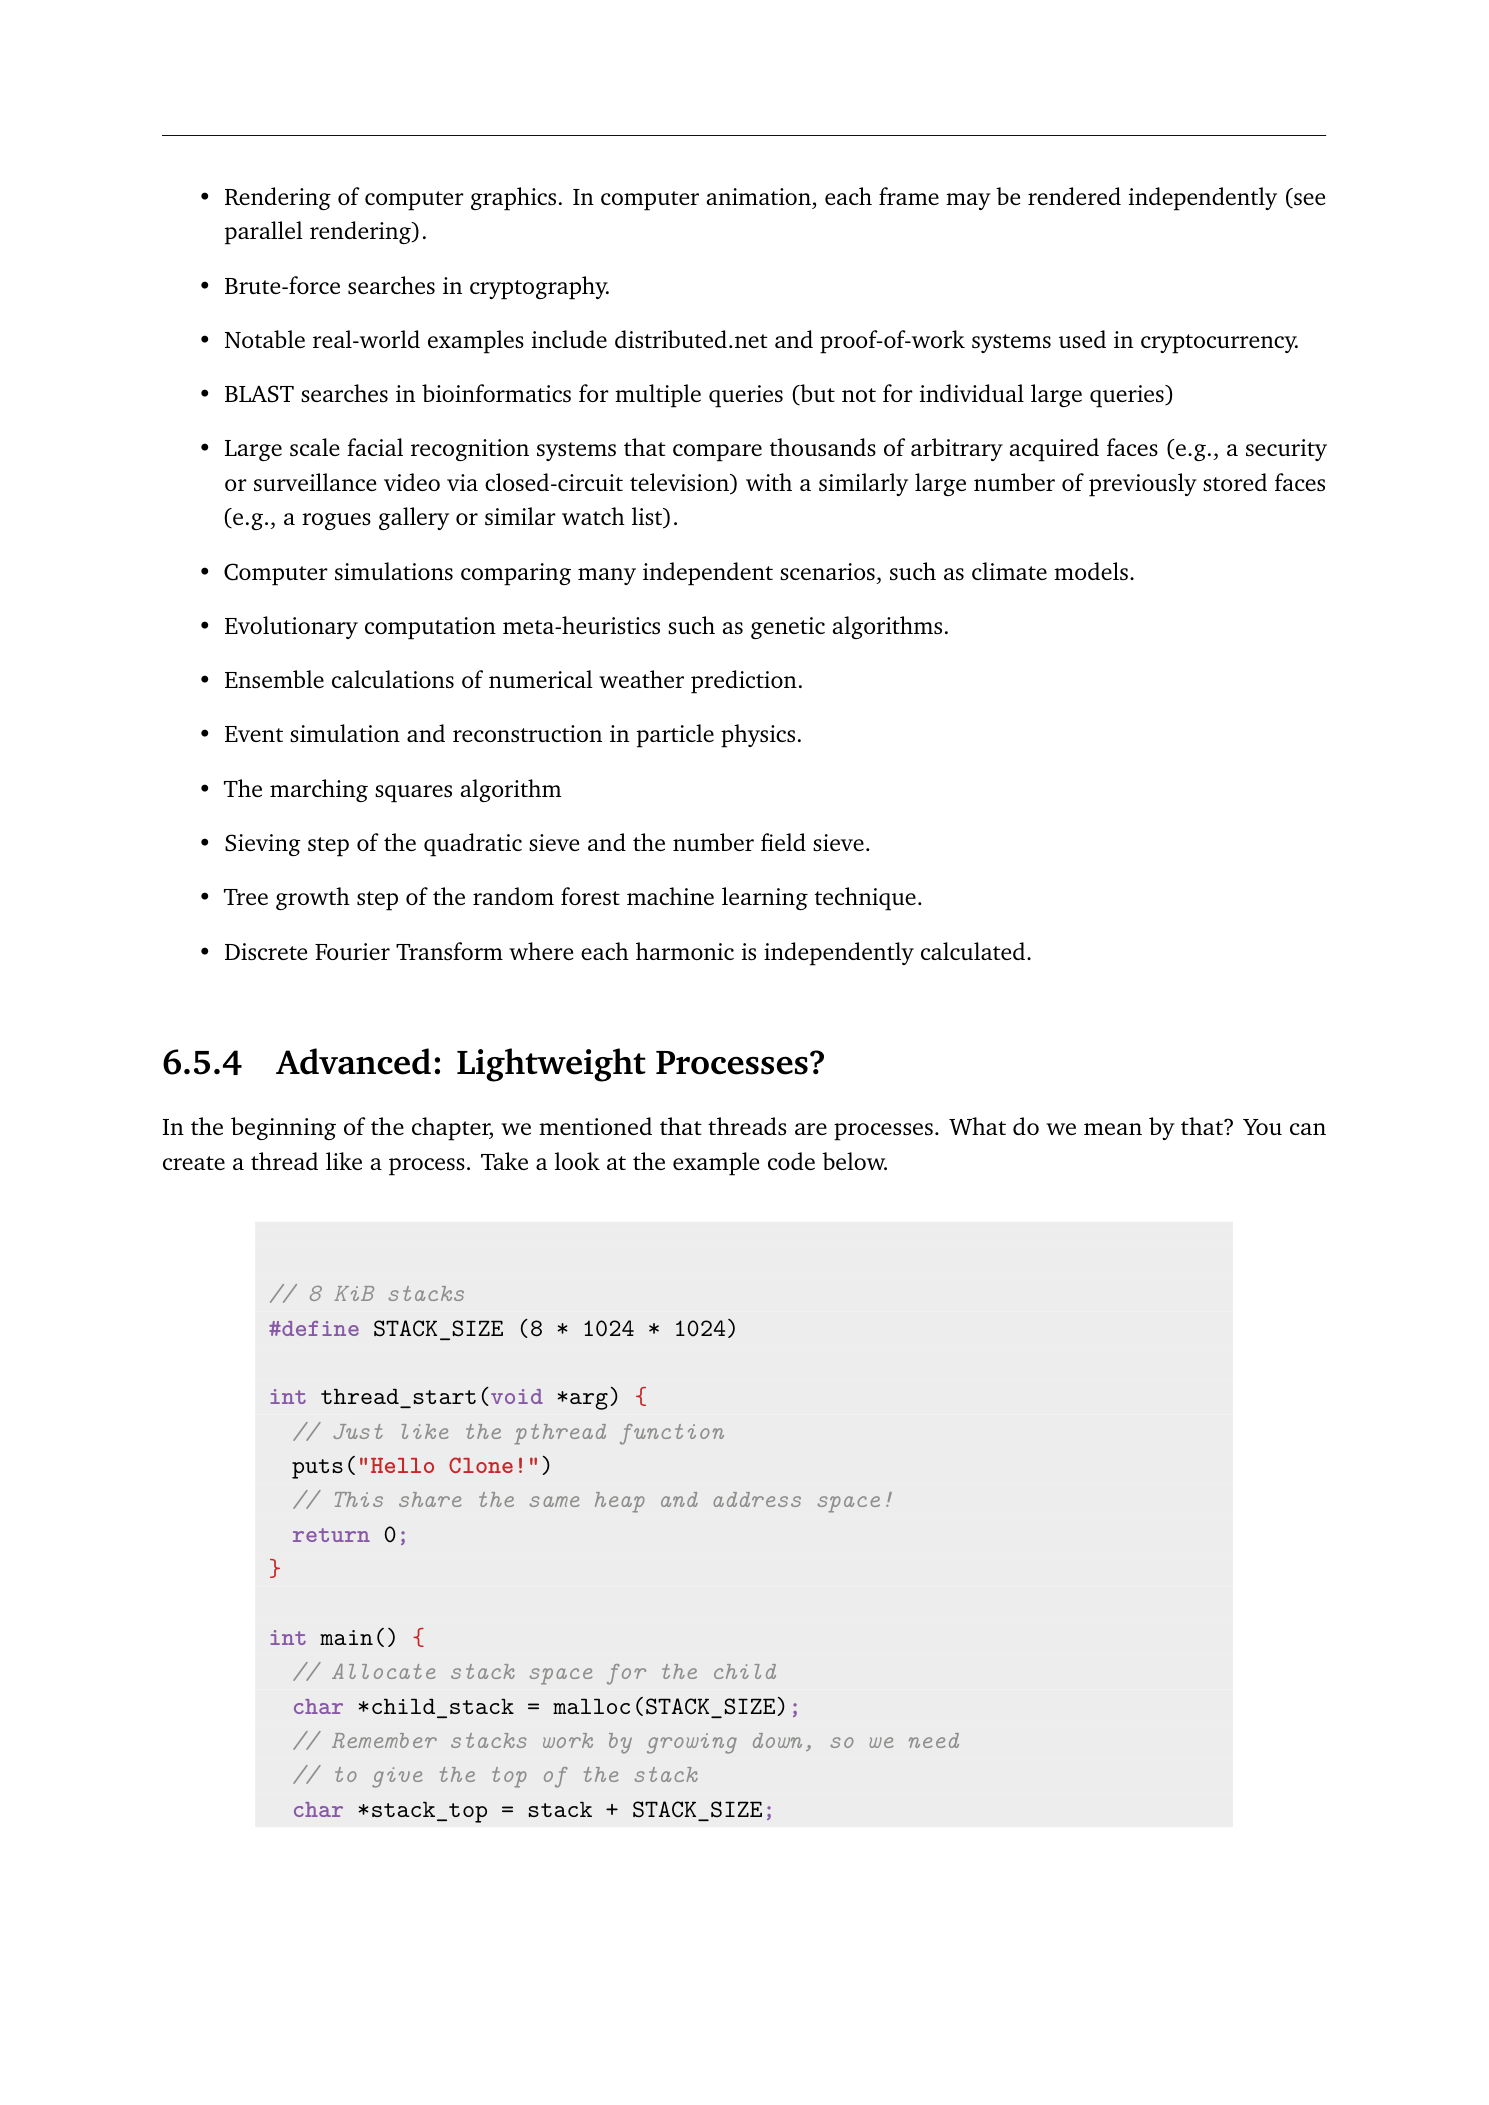 • Rendering of computer graphics. In computer animation, each frame may be rendered independently (see
parallel rendering).
• Brute-force searches in cryptography.
• Notable real-world examples include distributed.net and proof-of-work systems used in cryptocurrency.
• BLAST searches in bioinformatics for multiple queries (but not for individual large queries)
• Large scale facial recognition systems that compare thousands of arbitrary acquired faces (e.g., a security
or surveillance video via closed-circuit television) with a similarly large number of previously stored faces
(e.g., a rogues gallery or similar watch list).
• Computer simulations comparing many independent scenarios, such as climate models.
• Evolutionary computation meta-heuristics such as genetic algorithms.
• Ensemble calculations of numerical weather prediction.
• Event simulation and reconstruction in particle physics.
• The marching squares algorithm
• Sieving step of the quadratic sieve and the number field sieve.
• Tree growth step of the random forest machine learning technique.
• Discrete Fourier Transform where each harmonic is independently calculated.
6.5.4 Advanced: Lightweight Processes?
In the beginning of the chapter, we mentioned that threads are processes. What do we mean by that? You can
create a thread like a process. Take a look at the example code below.
// 8 KiB stacks
#define STACK_SIZE (8 * 1024 * 1024)
int thread_start(void *arg) {
  // Just like the pthread function
  puts("Hello Clone!")
  // This share the same heap and address space!
  return 0;
}
int main() {
  // Allocate stack space for the child
  char *child_stack = malloc(STACK_SIZE);
  // Remember stacks work by growing down, so we need
  // to give the top of the stack
  char *stack_top = stack + STACK_SIZE;